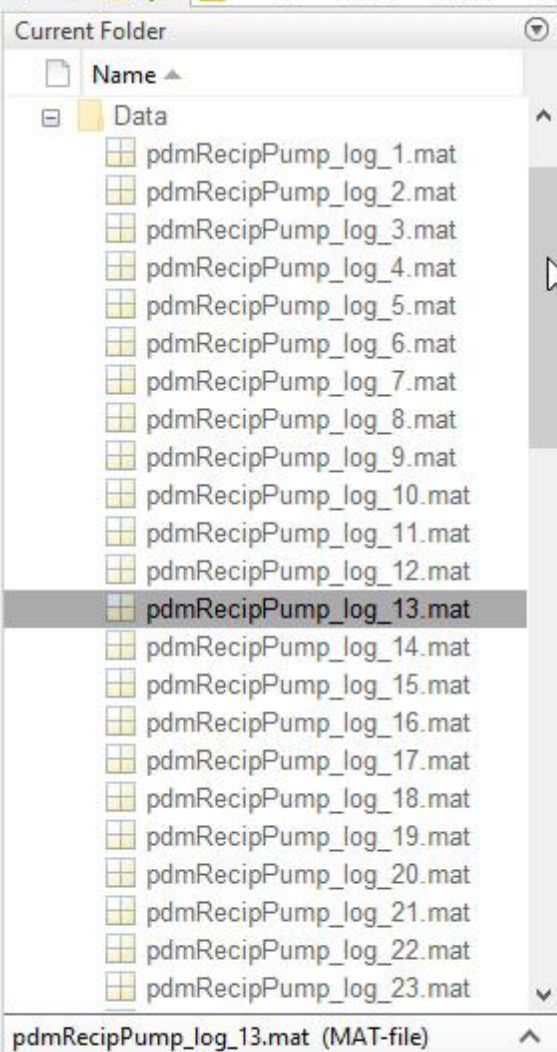 Current Folder
Name
Data
pdmRecipPump_log_1.mat
pdmRecipPump_log_2.mat
pdmRecipPump_log_3.mat
pdmRecipPump_log_4.mat
pdmRecipPump_log_5.mat
pdmRecipPump_log_6.mat
pdmRecipPump_log_7.mat
pdmRecipPump_log_8.mat
pdmRecipPump_log_9.mat
pdmRecipPump_log_10.mat
pdmRecipPump_log_11.mat
pdmRecipPump_log_12.mat
pdmRecipPump_log_13.mat
pdmRecipPump_log_14.mat
pdmRecipPump_log_15.mat
pdmRecipPump_log_16.mat
pdmRecipPump_log_17.mat
pdmRecipPump_log_18.mat
pdmRecipPump_log_19.mat
pdmRecipPump_log_20.mat
pdmRecipPump_log_21.mat
pdmRecipPump_log_22.mat
pdmRecipPump_log_23.mat
pdmRecipPump_log_13.mat (MAT-file)